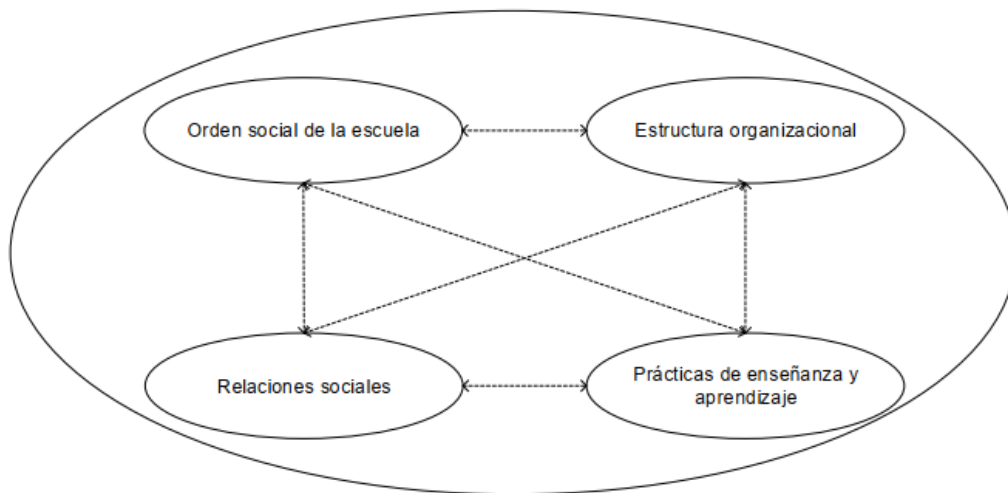 Orden social de la escuela
Estructura organizacional
Relaciones sociales
Prácticas de enseñanza y
aprendizaje